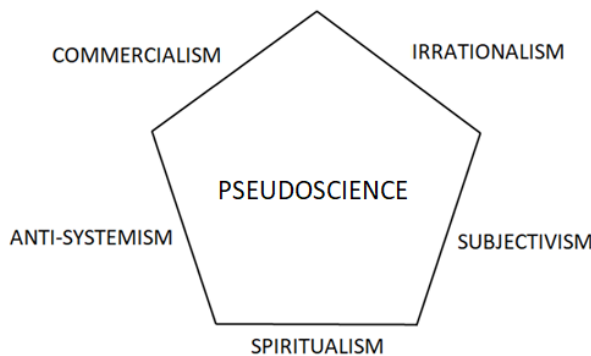 COMMERCIALISM
IRRATIONALISM
PSEUDOSCIENCE
ANTI-SYSTEMISM
SUBJECTIVISM
SPIRITUALISM